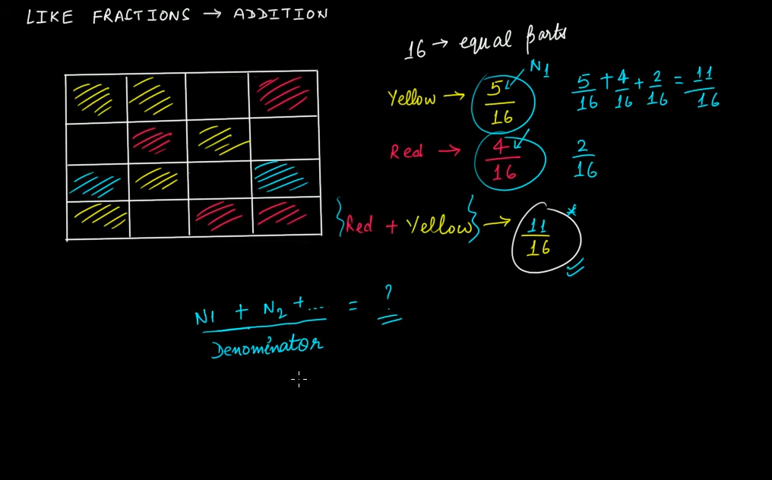 LIKE FRACTIONS → ADDITION
16 → equal parts
Yellow → 5/16 N1 5/16 + 4/16 + 2/16 = 11/16
Red → 4/16 2/16
{Red + Yellow} → 11/16 *
N1 + N2 + ... / Denominator = ?